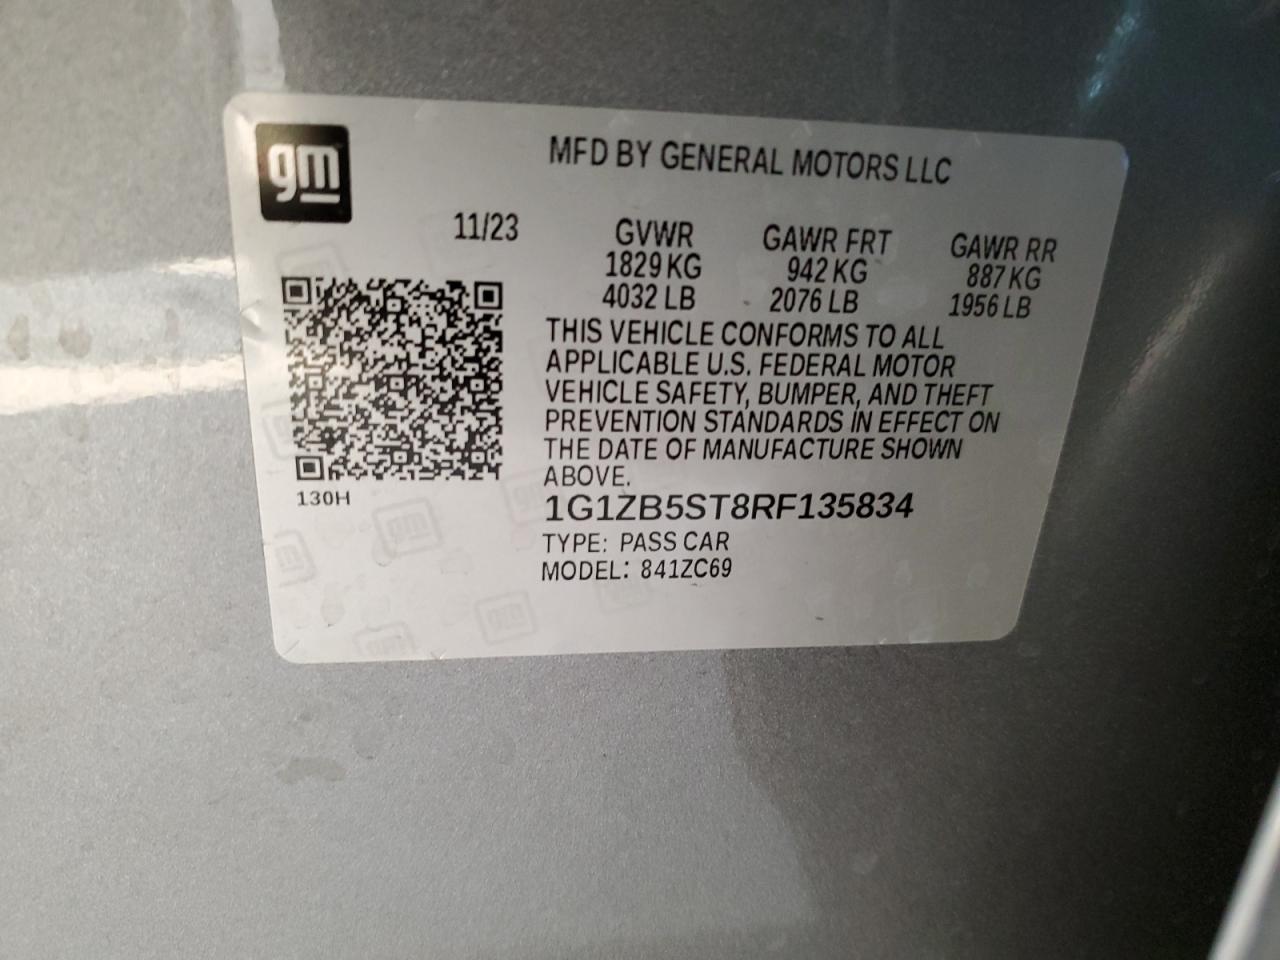 gm
MFD BY GENERAL MOTORS LLC
11/23 GVWR GAWR FRT GAWR RR
1829 KG 942 KG 887 KG
4032 LB 2076 LB 1956 LB
THIS VEHICLE CONFORMS TO ALL
APPLICABLE U.S. FEDERAL MOTOR
VEHICLE SAFETY, BUMPER, AND THEFT
PREVENTION STANDARDS IN EFFECT ON
THE DATE OF MANUFACTURE SHOWN
ABOVE.
130H
1G1ZB5ST8RF135834
TYPE: PASS CAR
MODEL: 841ZC69